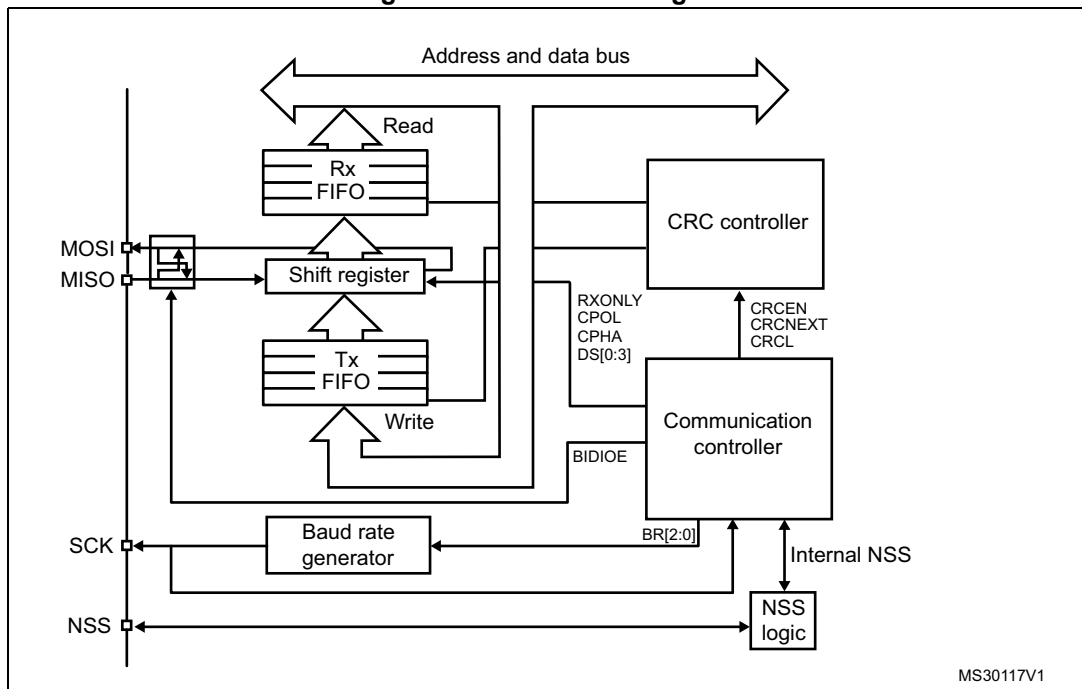 Address and data bus
Read
Rx
FIFO
CRC controller
MOSI
MISO
Shift register
RXONLY
CPOL
CPHA
DS[0:3]
CRCEN
CRCNEXT
CRCL
Tx
FIFO
Write
Communication
controller
BIDIOE
SCK
Baud rate
generator
BR[2:0]
Internal NSS
NSS
NSS
logic
MS30117V1